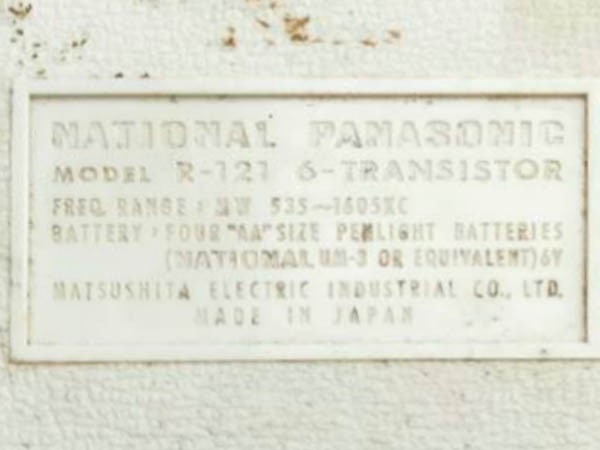 NATIONAL PANASONIC
MODEL R-121 6-TRANSISTOR
FREQ. RANGE : MW 535~1605KC
BATTERY : FOUR "AA" SIZE PENLIGHT BATTERIES
(NATIONAL UM-3 OR EQUIVALENT) 6V
MATSUSHITA ELECTRIC INDUSTRIAL CO., LTD.
MADE IN JAPAN